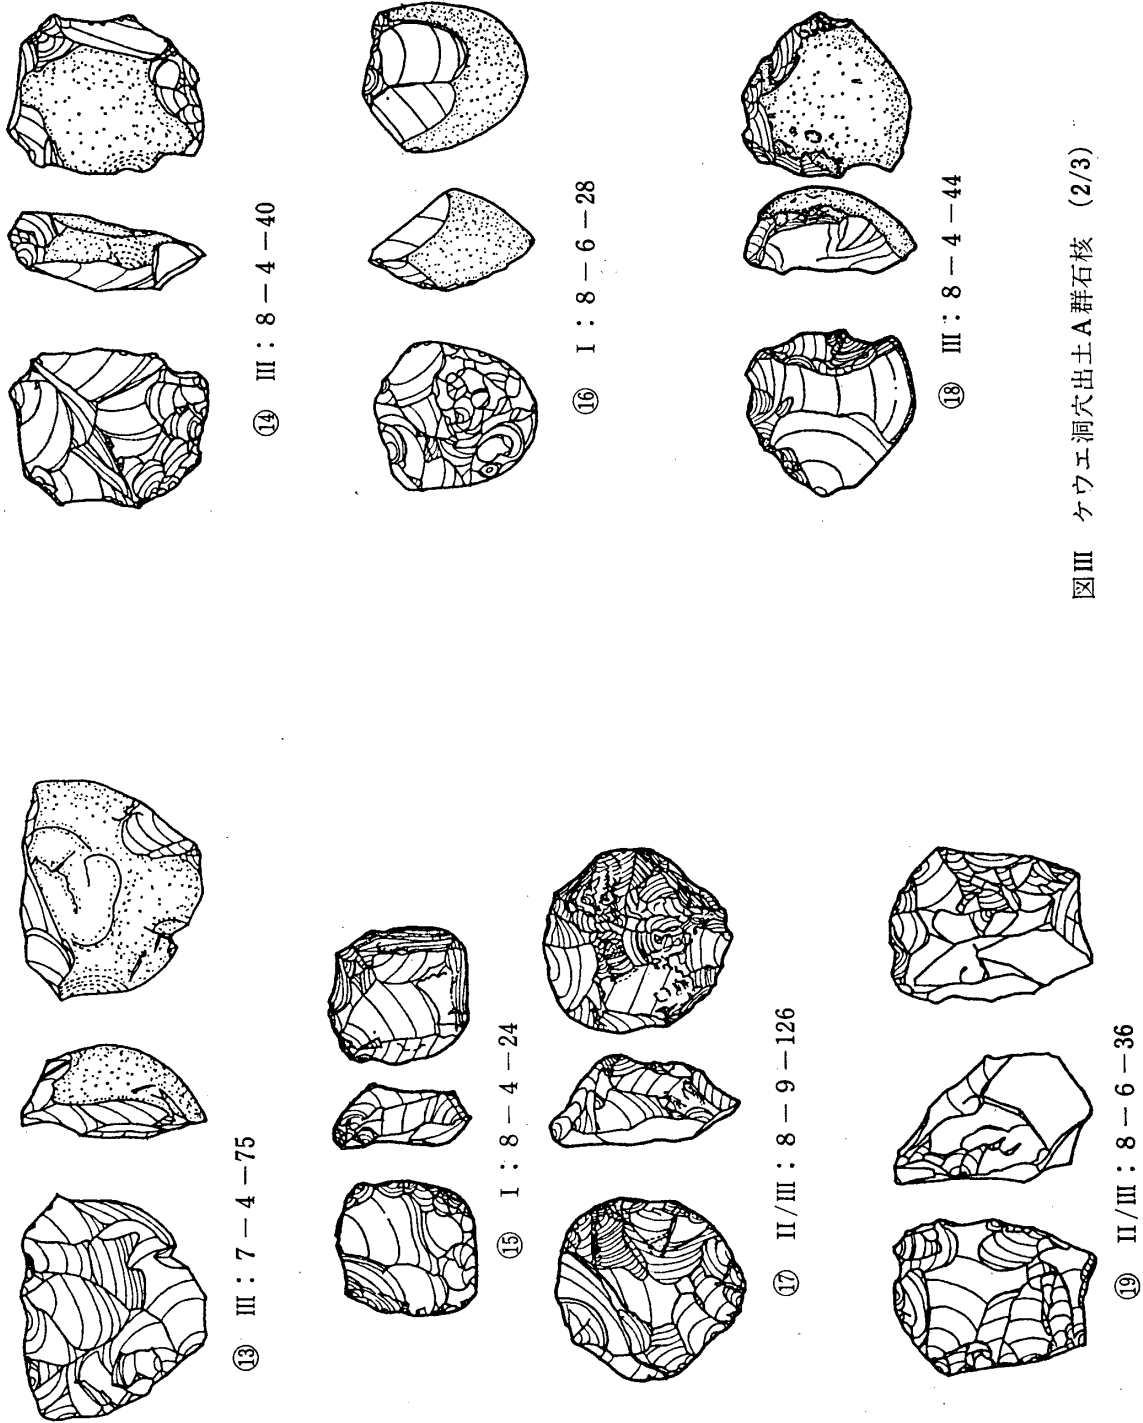 ⑬ III : 7－4－75
⑭ III : 8－4－40
⑮ I : 8－4－24
⑯ I : 8－6－28
⑰ II/III : 8－9－126
⑱ III : 8－4－44
⑲ II/III : 8－6－36
図III ケウエ洞穴出土A群石核 (2/3)